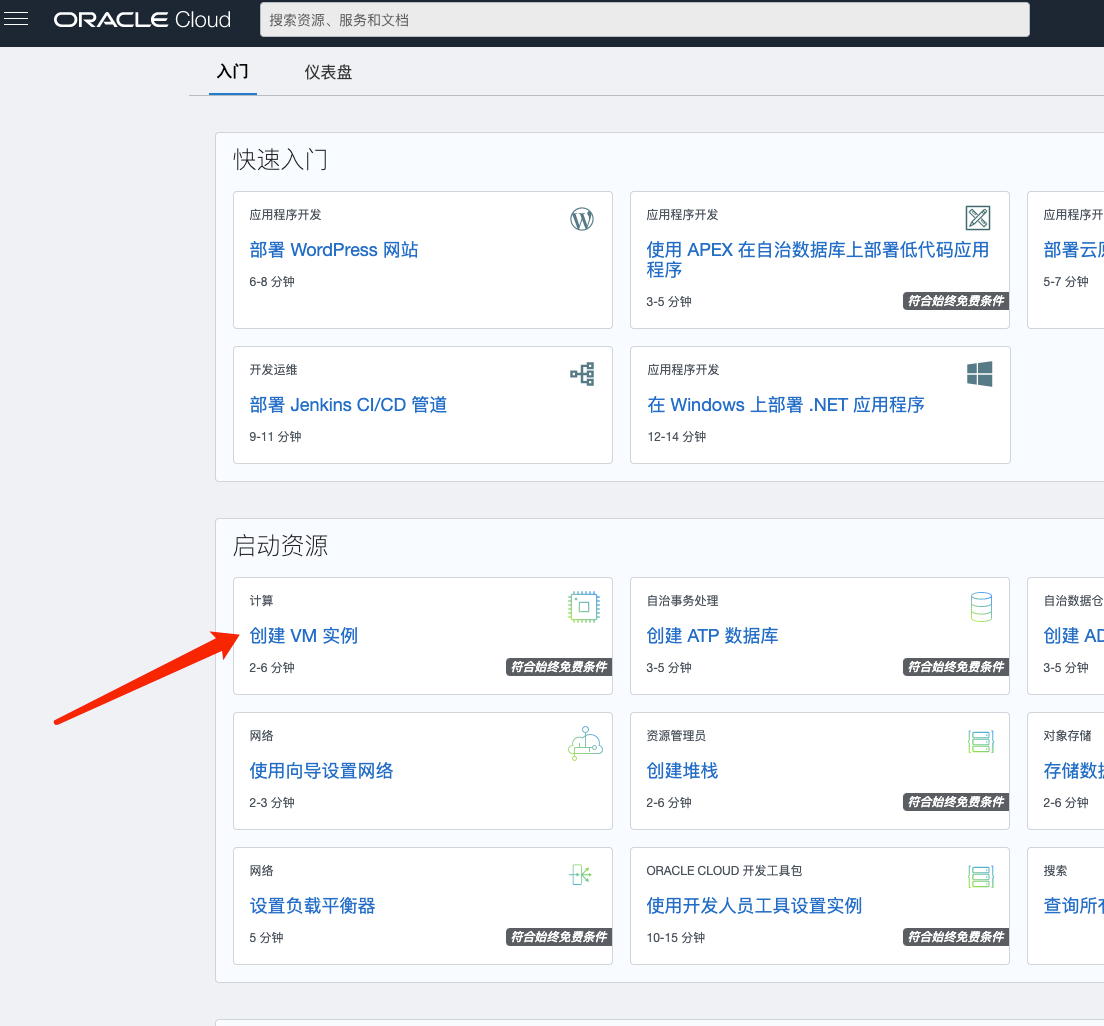 ORACLE Cloud
搜索资源、服务和文档
入门
仪表盘
快速入门
应用程序开发
部署 WordPress 网站
6-8 分钟
应用程序开发
使用 APEX 在自治数据库上部署低代码应用
程序
3-5 分钟
符合始终免费条件
应用程序开
部署云
5-7 分钟
开发运维
部署 Jenkins CI/CD 管道
9-11 分钟
应用程序开发
在 Windows 上部署 .NET 应用程序
12-14 分钟
启动资源
计算
创建 VM 实例
2-6 分钟
符合始终免费条件
自治事务处理
创建 ATP 数据库
3-5 分钟
符合始终免费条件
自治数据仓
创建 AD
3-5 分钟
网络
使用向导设置网络
2-3 分钟
资源管理员
创建堆栈
2-6 分钟
符合始终免费条件
对象存储
存储数据
2-6 分钟
网络
设置负载平衡器
5 分钟
符合始终免费条件
ORACLE CLOUD 开发工具包
使用开发人员工具设置实例
10-15 分钟
符合始终免费条件
搜索
查询所有